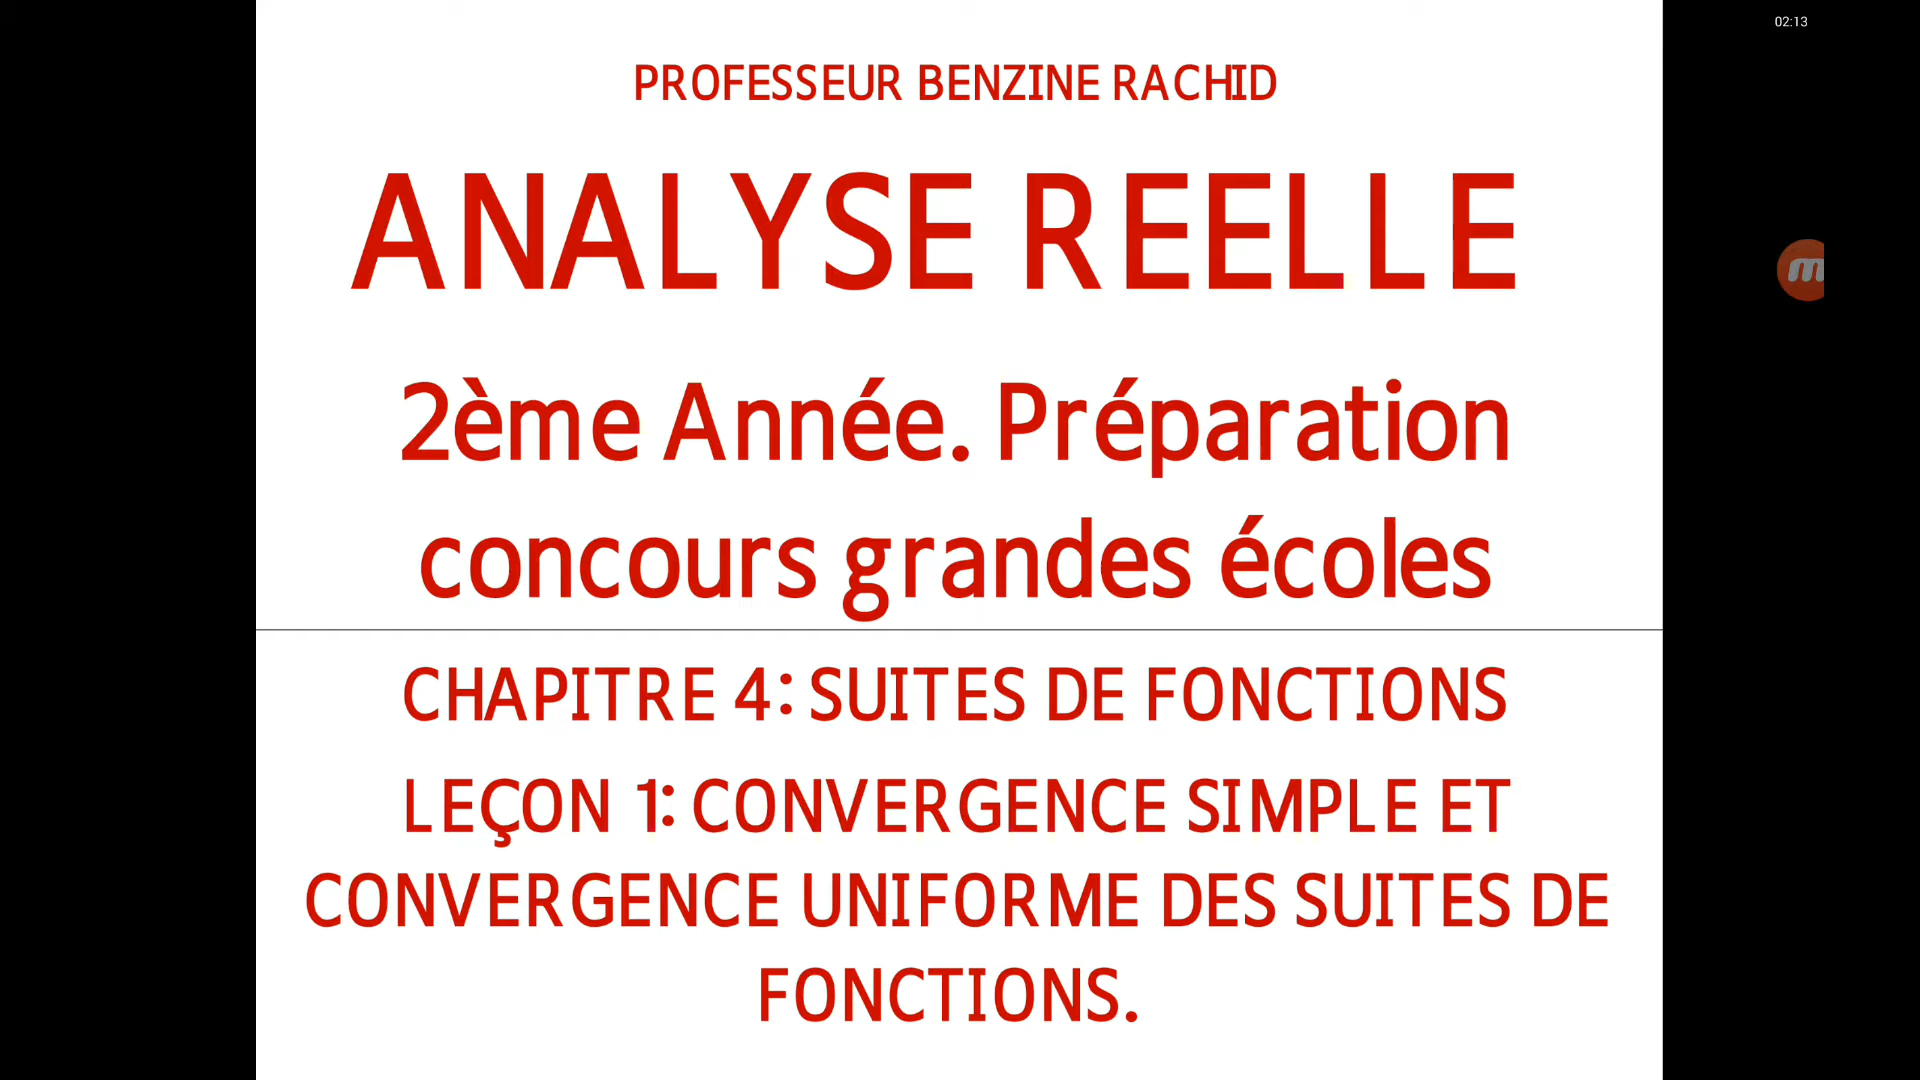 02:13
PROFESSEUR BENZINE RACHID
ANALYSE REELLE
2ème Année. Préparation
concours grandes écoles
CHAPITRE 4: SUITES DE FONCTIONS
LEÇON 1: CONVERGENCE SIMPLE ET
CONVERGENCE UNIFORME DES SUITES DE
FONCTIONS.